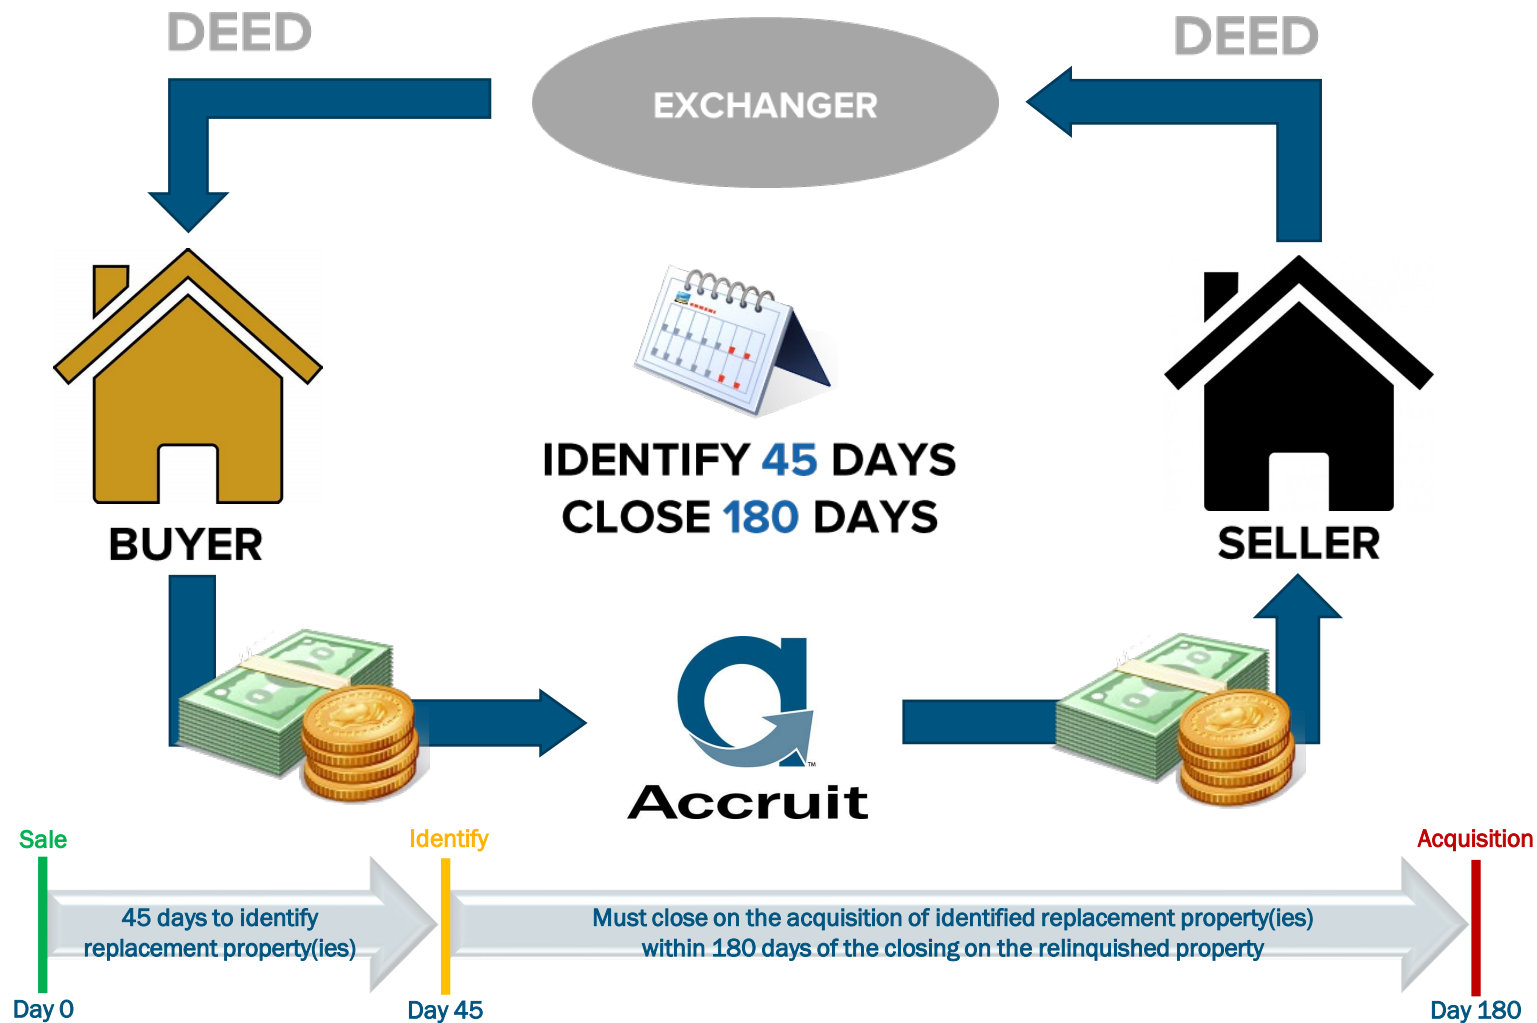 DEED
EXCHANGER
DEED
IDENTIFY 45 DAYS
CLOSE 180 DAYS
BUYER
SELLER
TM
Accruit
Sale
Identify
Acquisition
45 days to identify
replacement property(ies)
Must close on the acquisition of identified replacement property(ies)
within 180 days of the closing on the relinquished property
Day 0
Day 45
Day 180